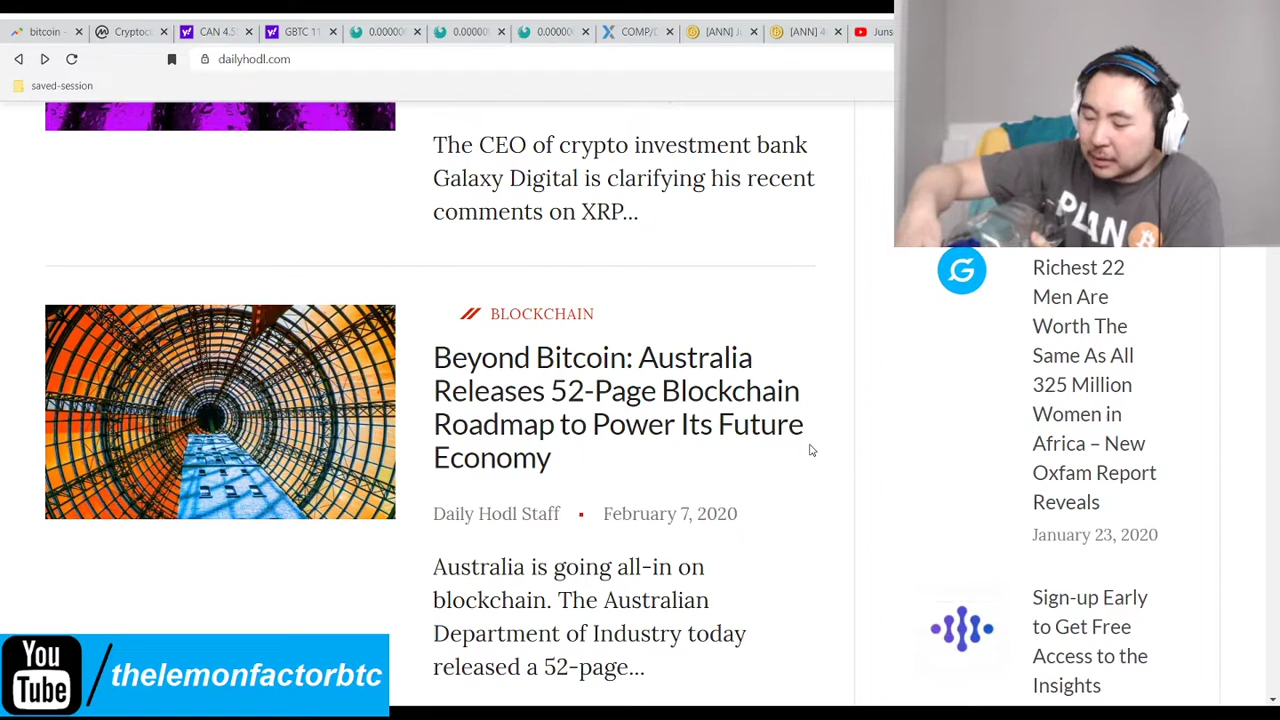 bitcoin -
Cryptoc
CAN 4.5
GBTC 11
0.00000
0.00000
0.00000
COMP/
[ANN] J
[ANN] 4
Juns
dailyhodl.com
saved-session
The CEO of crypto investment bank
Galaxy Digital is clarifying his recent
comments on XRP...
BLOCKCHAIN
Beyond Bitcoin: Australia
Releases 52-Page Blockchain
Roadmap to Power Its Future
Economy
Daily Hodl Staff ▪ February 7, 2020
Australia is going all-in on
blockchain. The Australian
Department of Industry today
released a 52-page...
PLAN B
Richest 22
Men Are
Worth The
Same As All
325 Million
Women in
Africa – New
Oxfam Report
Reveals
January 23, 2020
Sign-up Early
to Get Free
Access to the
Insights
You
Tube
/thelemonfactorbtc